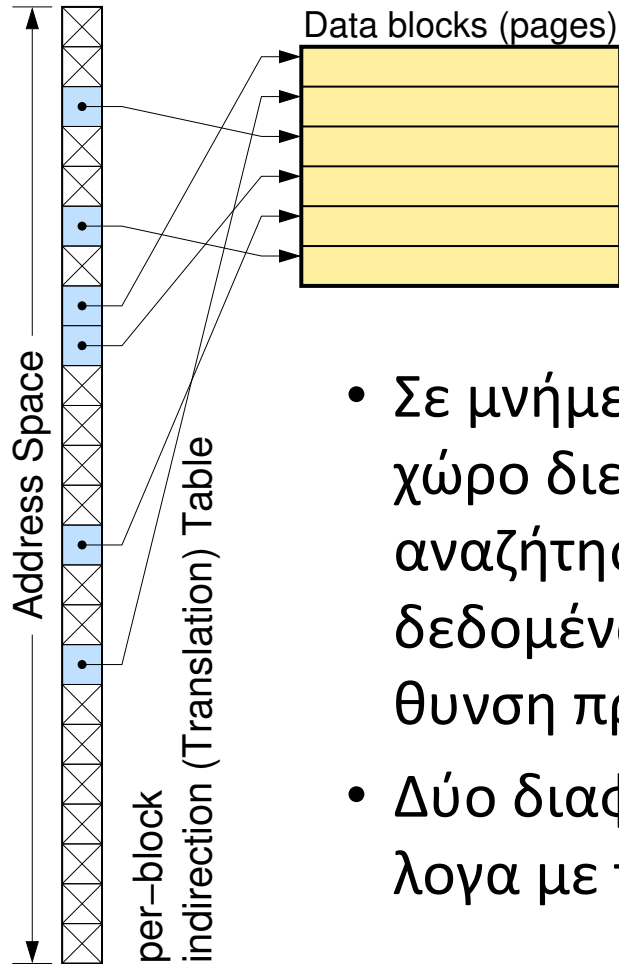 Data blocks (pages)
Address Space
per–block
indirection (Translation) Table
• Σε μνήμε
χώρο διε
αναζήτησ
δεδομένα
θυνση πρ
• Δύο διαφ
λογα με τ